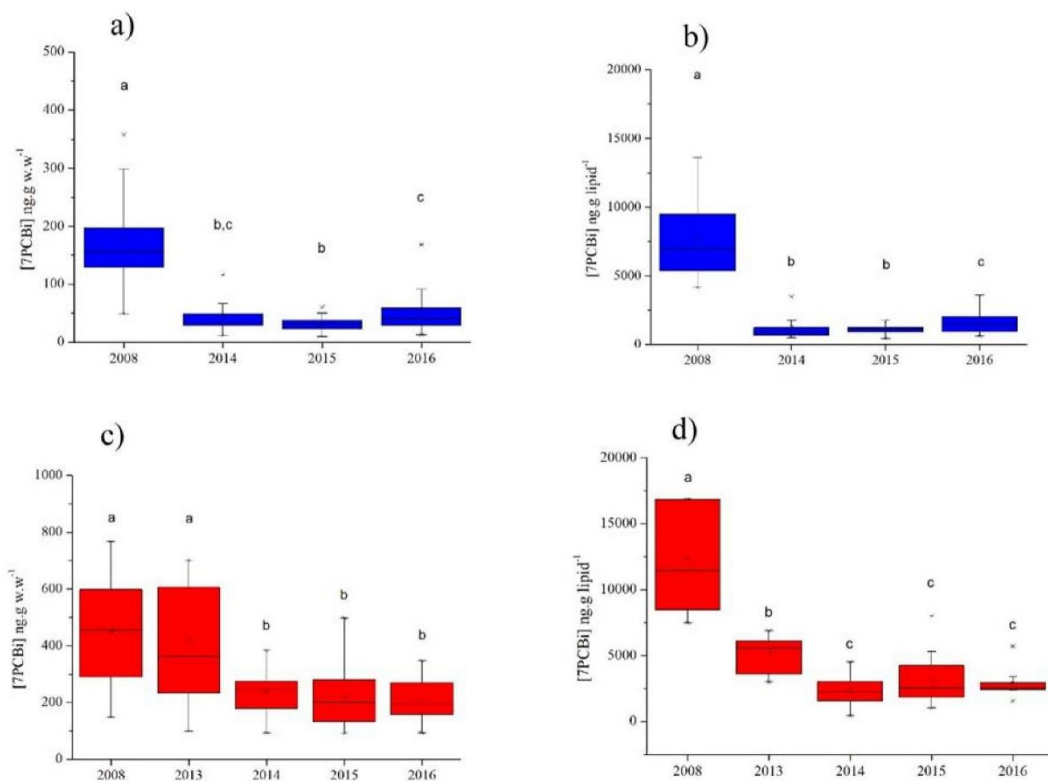 a)
[7PCBi] ng.g w.w⁻¹
500
400
300
200
100
0
a
b,c
b
c
2008 2014 2015 2016
b)
[7PCBi] ng.g lipid⁻¹
20000
15000
10000
5000
0
a
b
b
c
2008 2014 2015 2016
c)
[7PCBi] ng.g w.w⁻¹
1000
800
600
400
200
0
a
a
b
b
b
2008 2013 2014 2015 2016
d)
[7PCBi] ng.g lipid⁻¹
20000
15000
10000
5000
0
a
b
c
c
c
2008 2013 2014 2015 2016